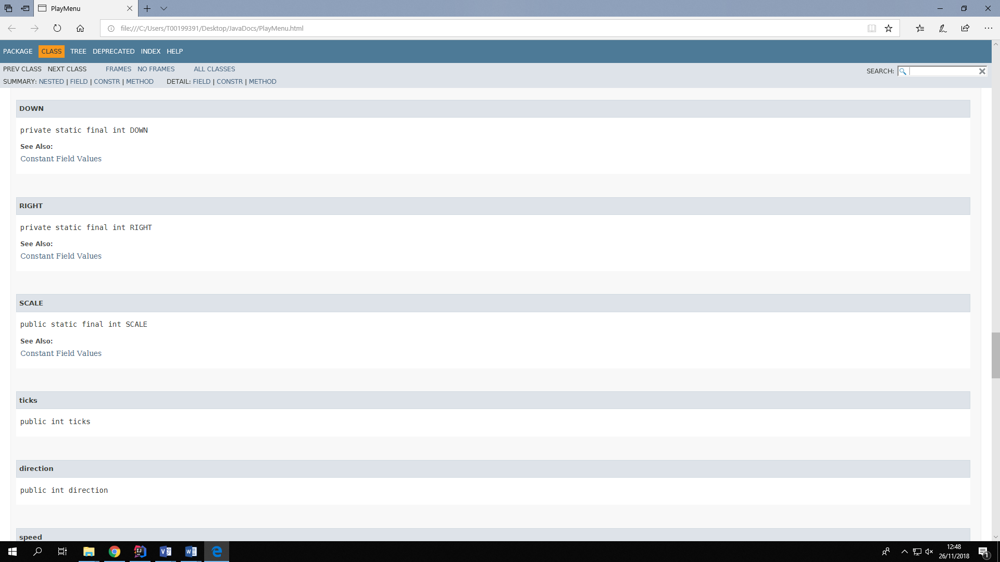 PlayMenu
file:///C:/Users/T00199391/Desktop/JavaDocs/PlayMenu.html
PACKAGE CLASS TREE DEPRECATED INDEX HELP
PREV CLASS NEXT CLASS FRAMES NO FRAMES ALL CLASSES
SEARCH:
SUMMARY: NESTED | FIELD | CONSTR | METHOD DETAIL: FIELD | CONSTR | METHOD
DOWN
private static final int DOWN
See Also:
Constant Field Values
RIGHT
private static final int RIGHT
See Also:
Constant Field Values
SCALE
public static final int SCALE
See Also:
Constant Field Values
ticks
public int ticks
direction
public int direction
speed
12:48
26/11/2018
1